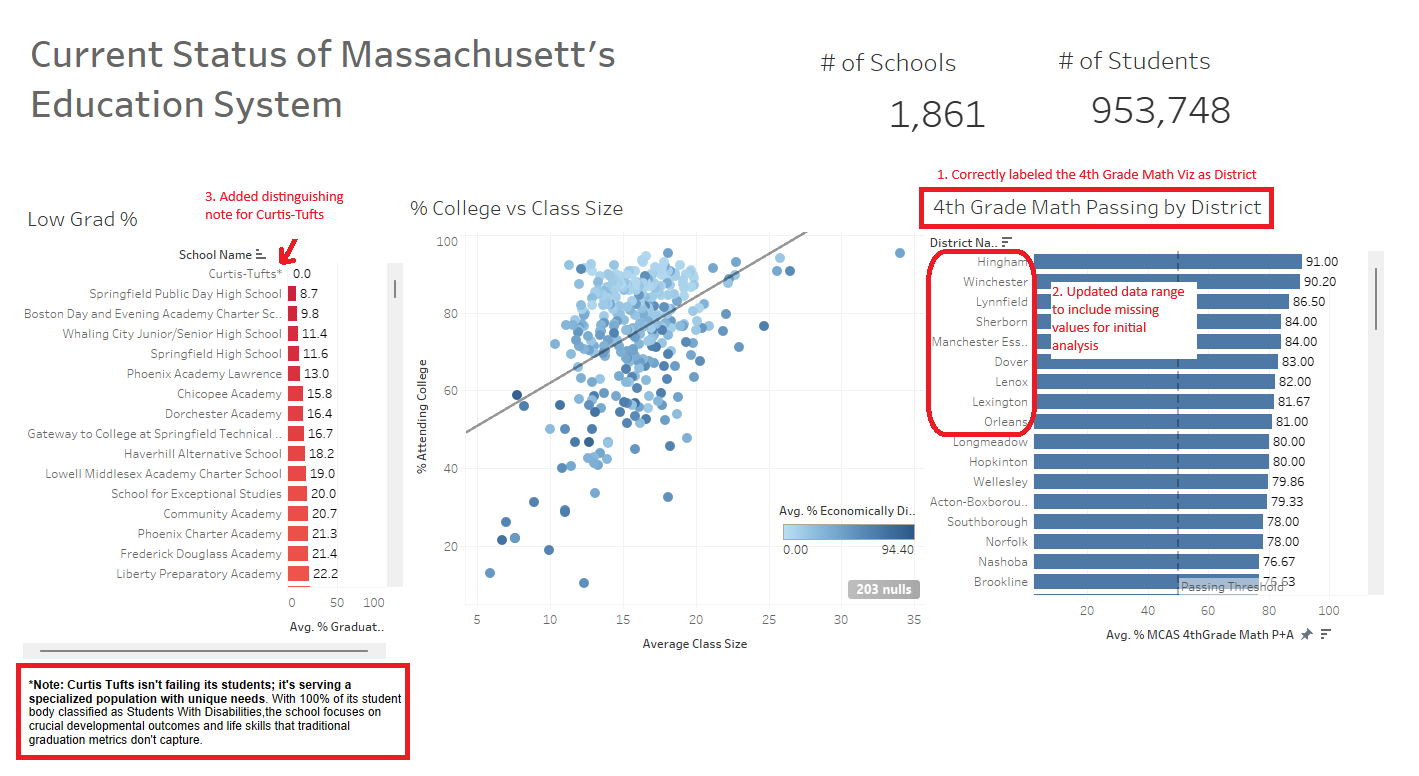 Current Status of Massachusett’s
Education System
# of Schools
1,861
# of Students
953,748
3. Added distinguishing
note for Curtis-Tufts
Low Grad %
School Name
Curtis-Tufts* 0.0
Springfield Public Day High School 8.7
Boston Day and Evening Academy Charter Sc.. 9.8
Whaling City Junior/Senior High School 11.4
Springfield High School 11.6
Phoenix Academy Lawrence 13.0
Chicopee Academy 15.8
Dorchester Academy 16.4
Gateway to College at Springfield Technical .. 16.7
Haverhill Alternative School 18.2
Lowell Middlesex Academy Charter School 19.0
School for Exceptional Studies 20.0
Community Academy 20.7
Phoenix Charter Academy 21.3
Frederick Douglass Academy 21.4
Liberty Preparatory Academy 22.2
0 50 100
Avg. % Graduat..
*Note: Curtis Tufts isn't failing its students; it's serving a
specialized population with unique needs. With 100% of its student
body classified as Students With Disabilities,the school focuses on
crucial developmental outcomes and life skills that traditional
graduation metrics don't capture.
% College vs Class Size
% Attending College
100
80
60
40
20
5 10 15 20 25 30 35
Average Class Size
Avg. % Economically Di..
0.00 94.40
203 nulls
1. Correctly labeled the 4th Grade Math Viz as District
4th Grade Math Passing by District
District Na..
Hingham 91.00
Winchester 90.20
Lynnfield 86.50
Sherborn 84.00
Manchester Ess.. 84.00
Dover 83.00
Lenox 82.00
Lexington 81.67
Orleans 81.00
Longmeadow 80.00
Hopkinton 80.00
Wellesley 79.86
Acton-Boxborou.. 79.33
Southborough 78.00
Norfolk 78.00
Nashoba 76.67
Brookline 76.63
2. Updated data range
to include missing
values for initial
analysis
Passing Threshold
20 40 60 80 100
Avg. % MCAS 4thGrade Math P+A